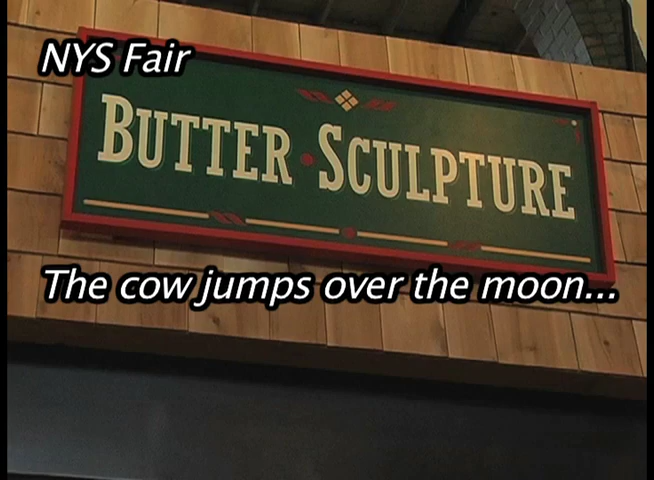 NYS Fair
BUTTER • SCULPTURE
The cow jumps over the moon...